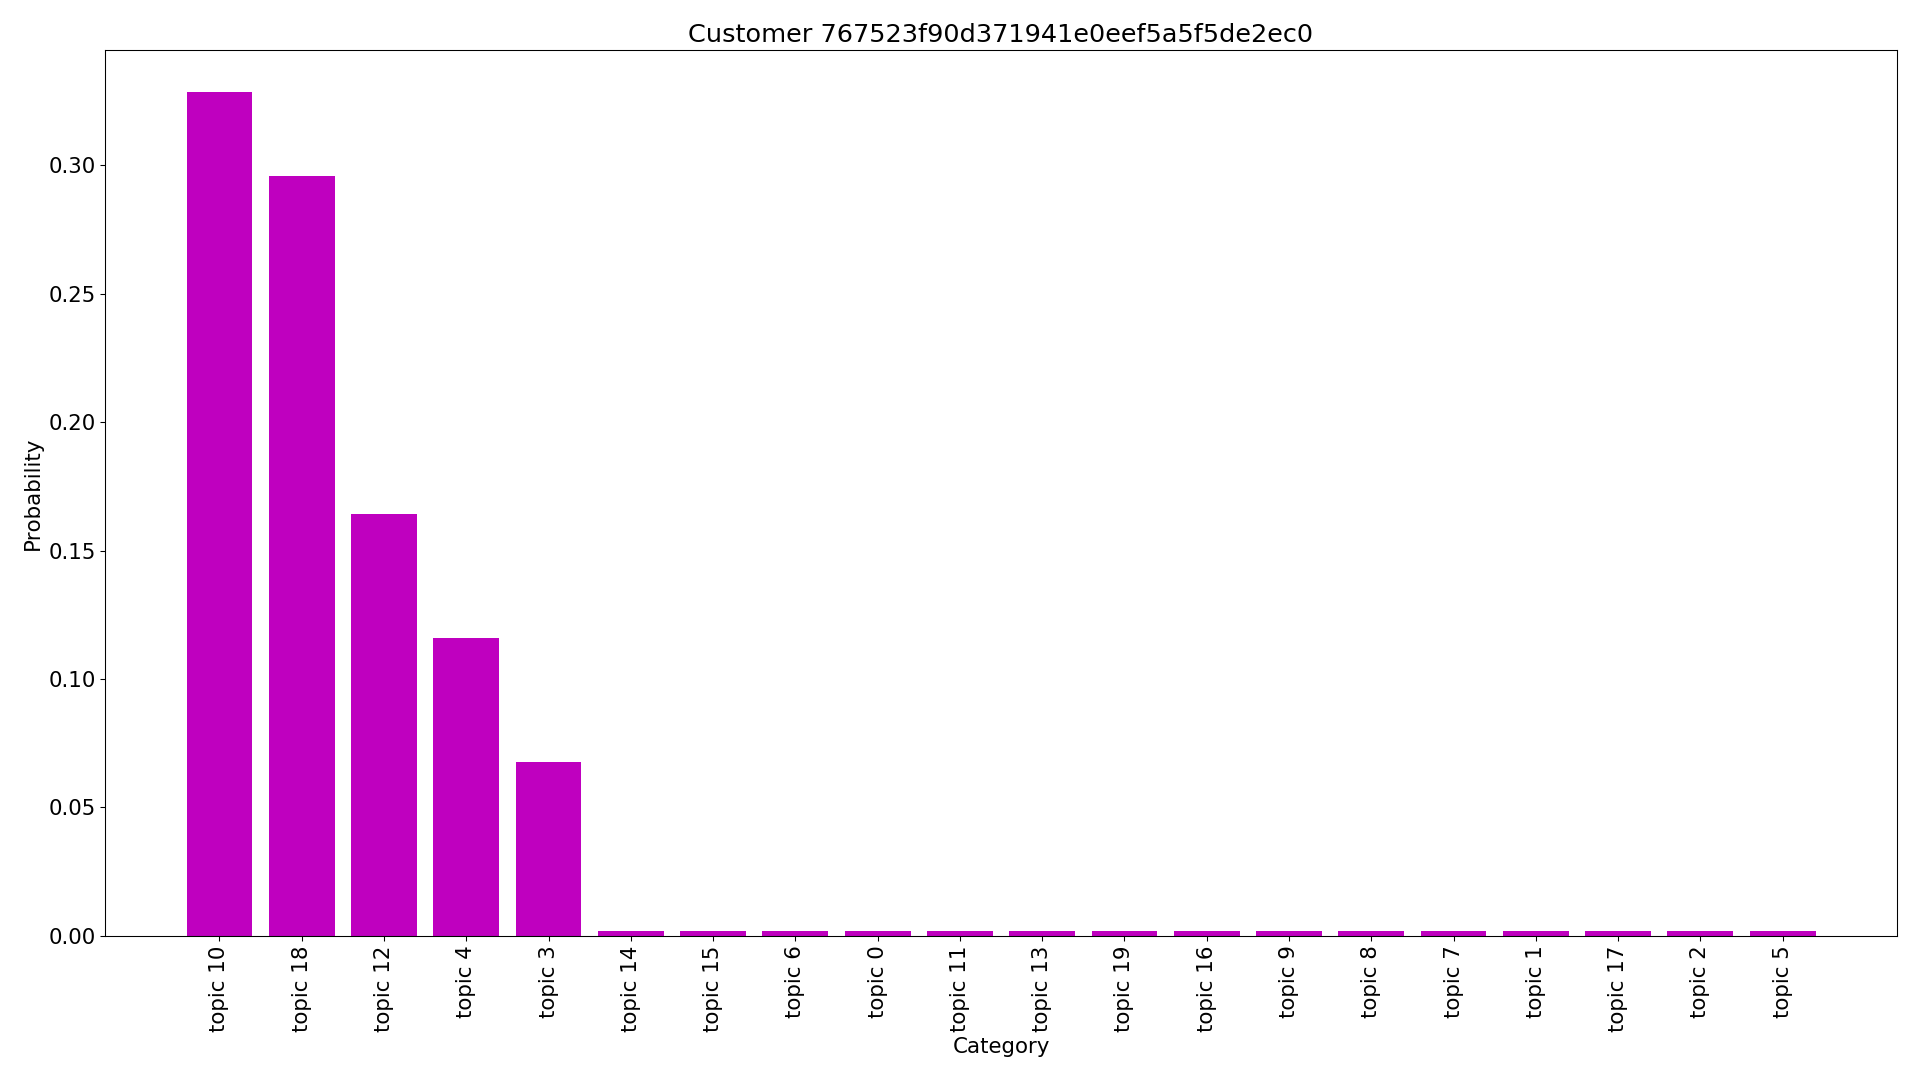 Customer 767523f90d371941e0eef5a5f5de2ec0
Probability
0.30
0.25
0.20
0.15
0.10
0.05
0.00
topic 10
topic 18
topic 12
topic 4
topic 3
topic 14
topic 15
topic 6
topic 0
topic 11
topic 13
topic 19
topic 16
topic 9
topic 8
topic 7
topic 1
topic 17
topic 2
topic 5
Category